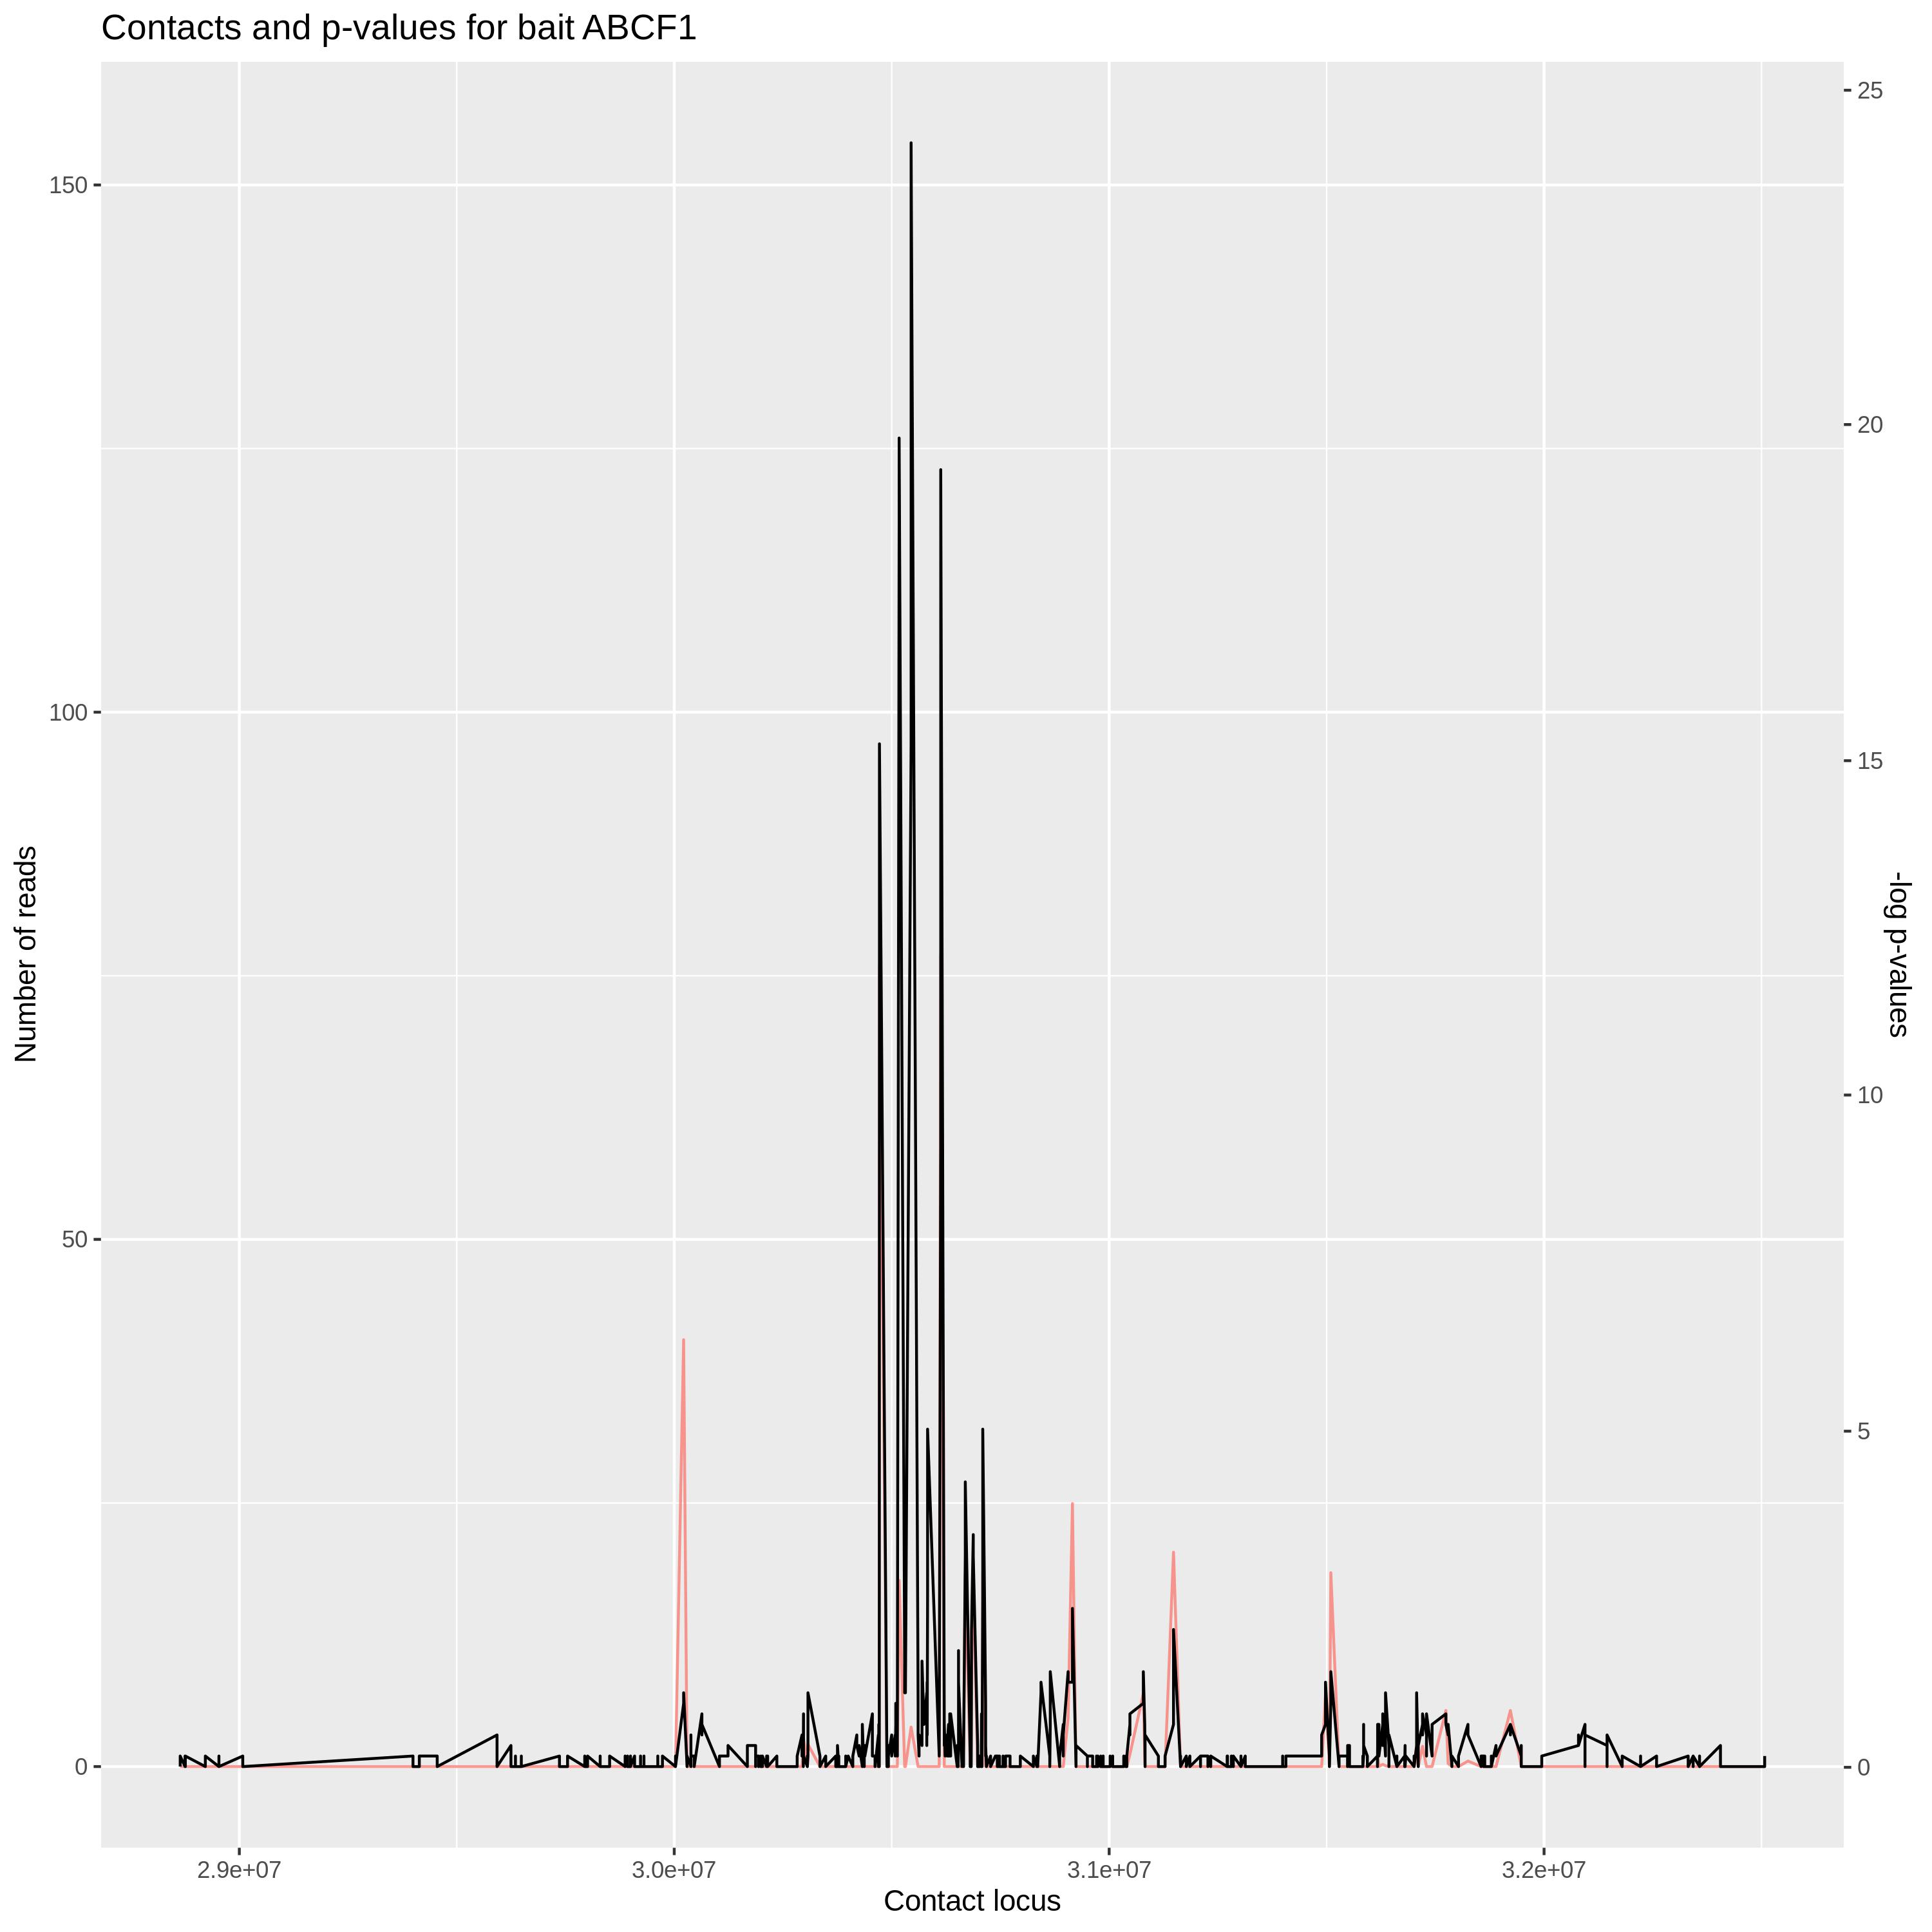 Contacts and p-values for bait ABCF1
150
100
50
0
Number of reads
25
20
15
10
5
0
-log p-values
2.9e+07
3.0e+07
3.1e+07
3.2e+07
Contact locus